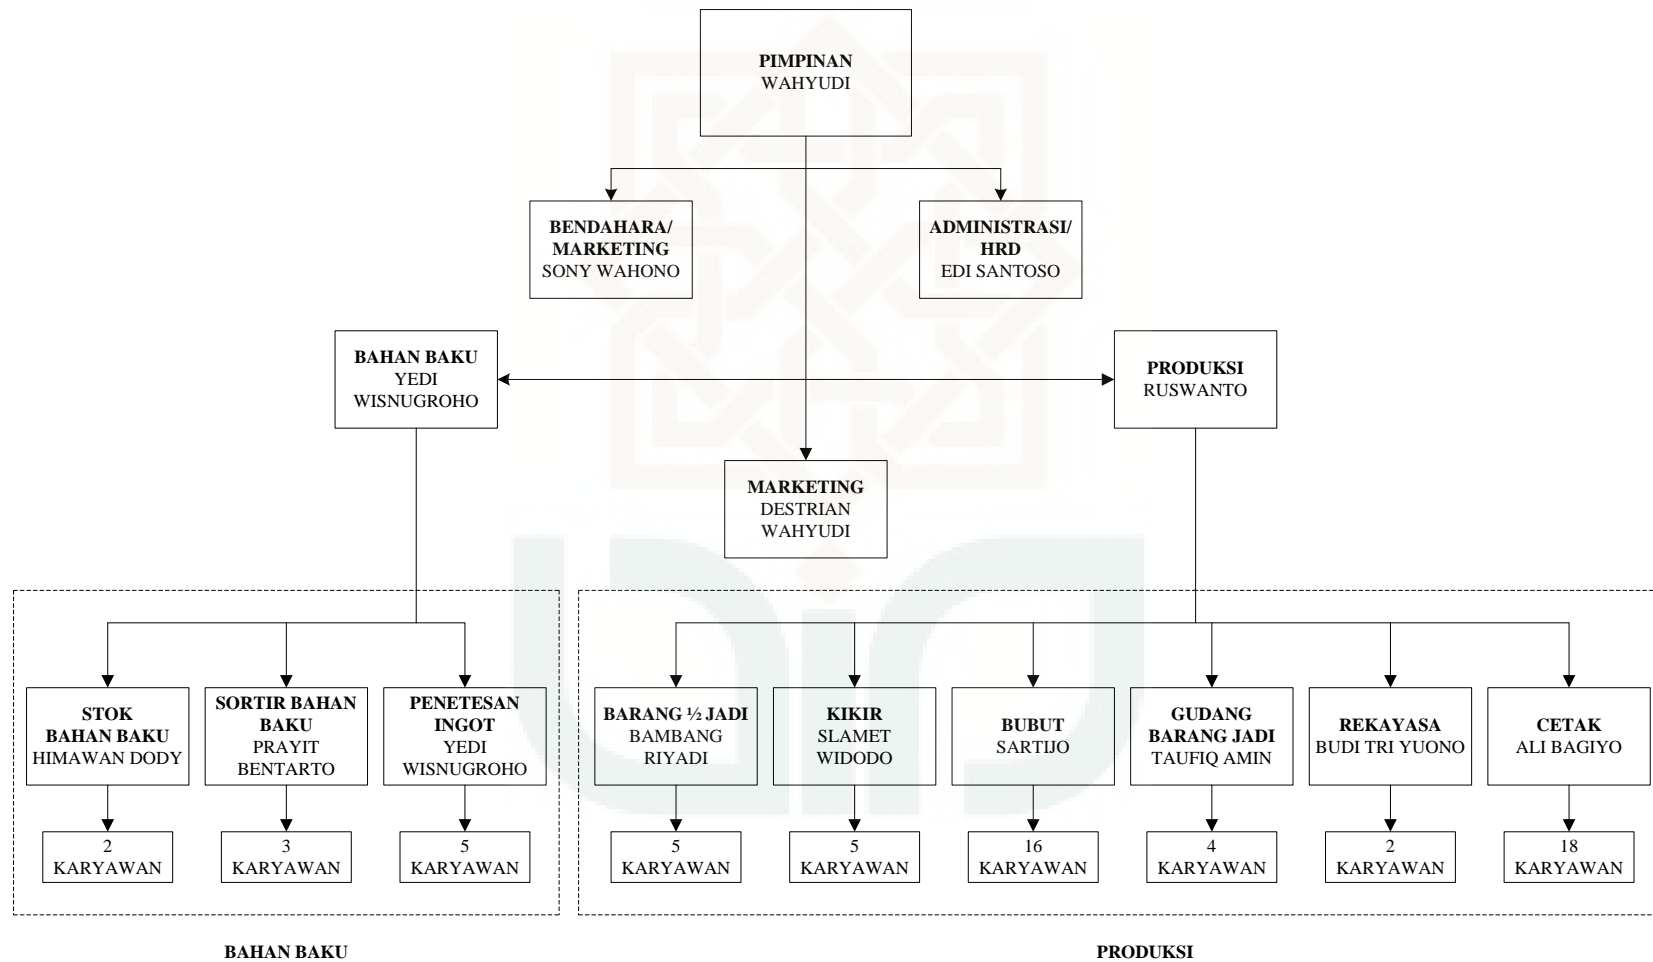 PIMPINAN
WAHYUDI
BENDAHARA/
MARKETING
SONY WAHONO
ADMINISTRASI/
HRD
EDI SANTOSO
BAHAN BAKU
YEDI
WISNUGROHO
PRODUKSI
RUSWANTO
MARKETING
DESTRIAN
WAHYUDI
STOK
BAHAN BAKU
HIMAWAN DODY
SORTIR BAHAN
BAKU
PRAYIT
BENTARTO
PENETESAN
INGOT
YEDI
WISNUGROHO
BARANG ½ JADI
BAMBANG
RIYADI
KIKIR
SLAMET
WIDODO
BUBUT
SARTIJO
GUDANG
BARANG JADI
TAUFIQ AMIN
REKAYASA
BUDI TRI YUONO
CETAK
ALI BAGIYO
2
KARYAWAN
3
KARYAWAN
5
KARYAWAN
5
KARYAWAN
5
KARYAWAN
16
KARYAWAN
4
KARYAWAN
2
KARYAWAN
18
KARYAWAN
BAHAN BAKU
PRODUKSI